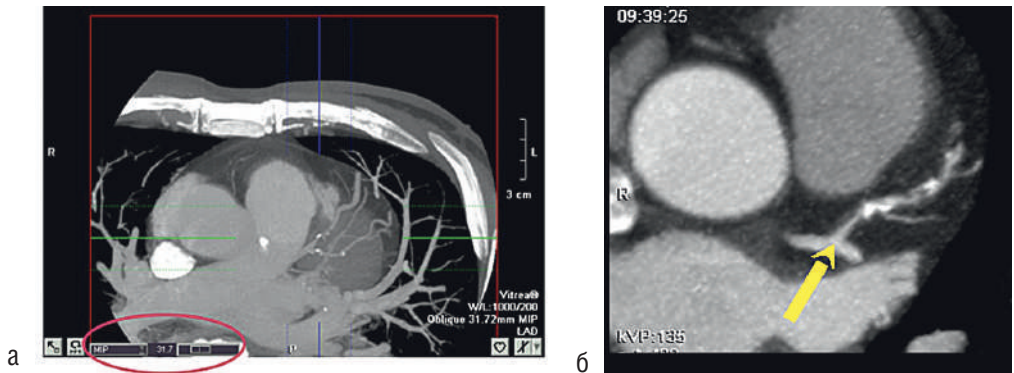 R
L
3 cm
Vitrea®
W/L:1000/200
Oblique 31.72mm MIP
LAD
MIP
31.7
P
а
09:39:25
R
KVP:135
б